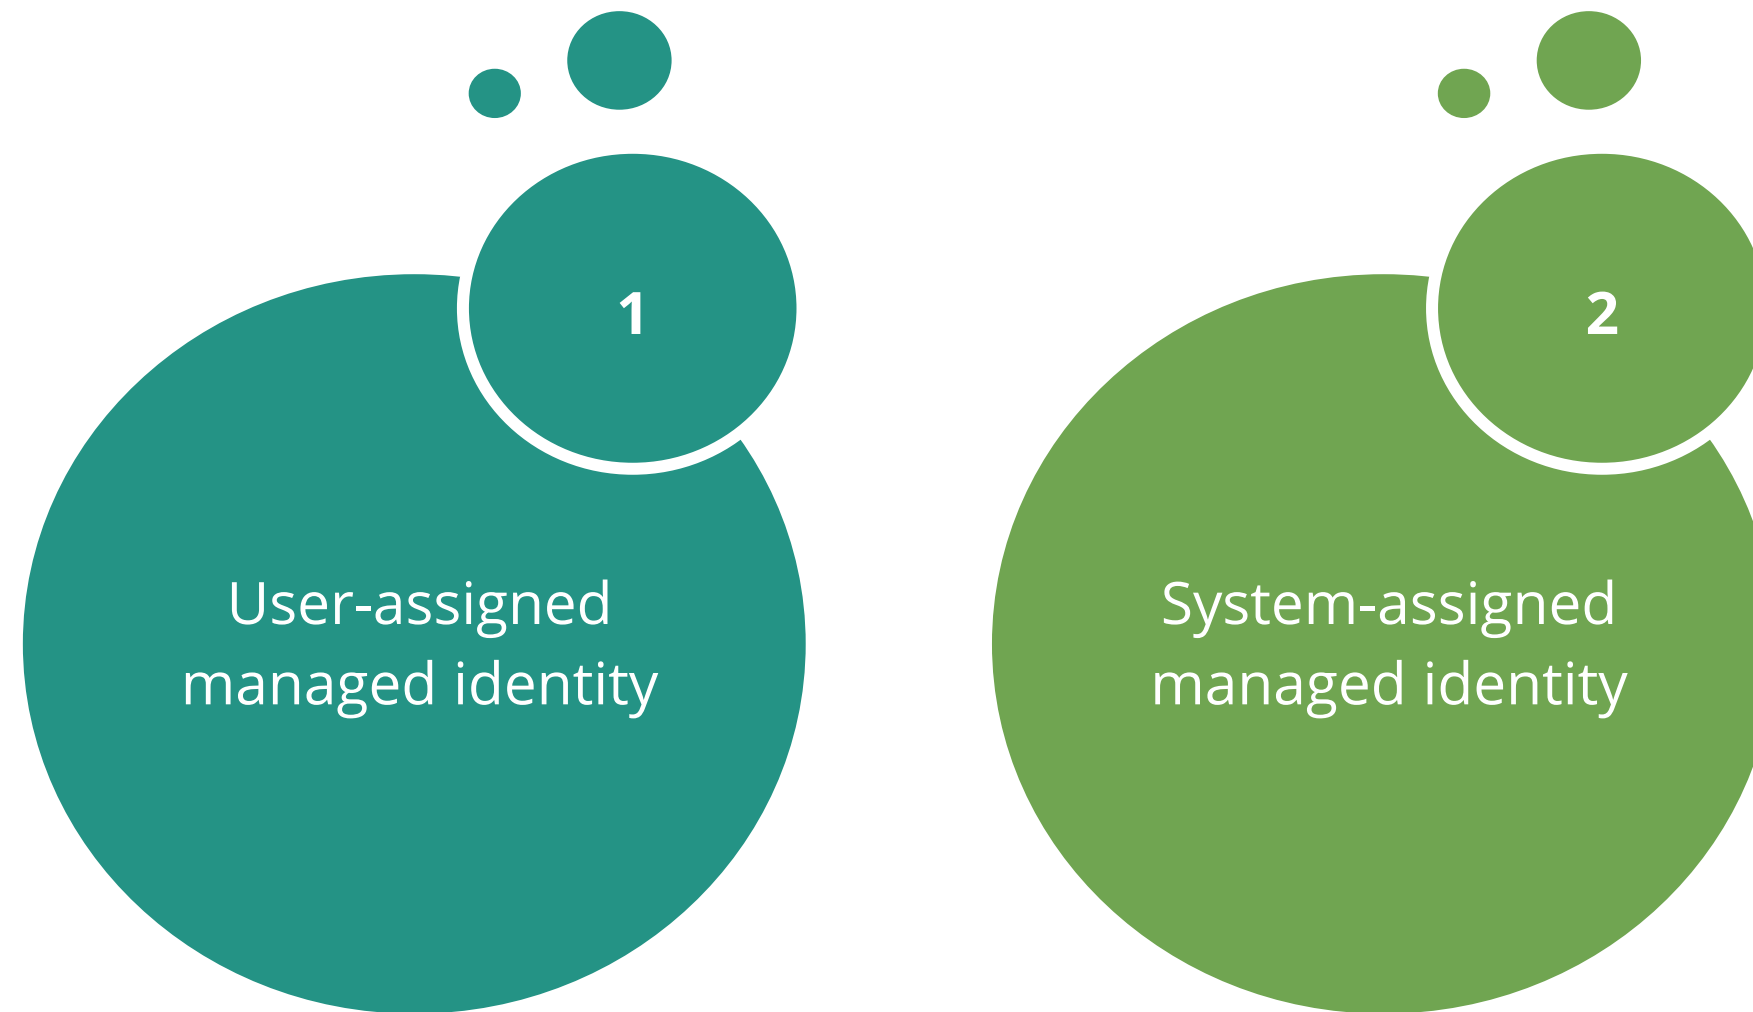 1
User-assigned
managed identity
2
System-assigned
managed identity